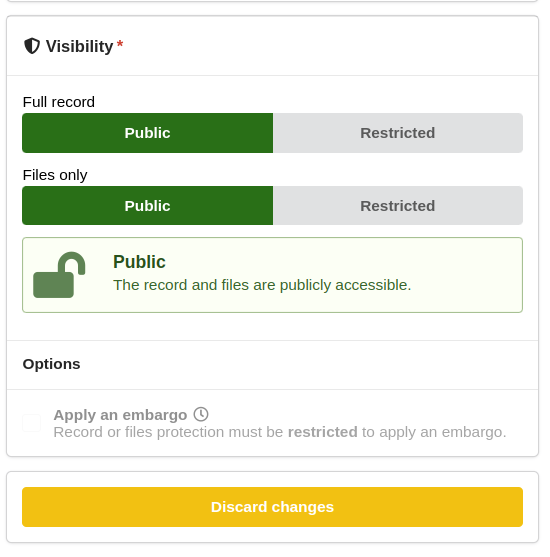 Visibility *
Full record
Public Restricted
Files only
Public Restricted
Public
The record and files are publicly accessible.
Options
Apply an embargo
Record or files protection must be restricted to apply an embargo.
Discard changes